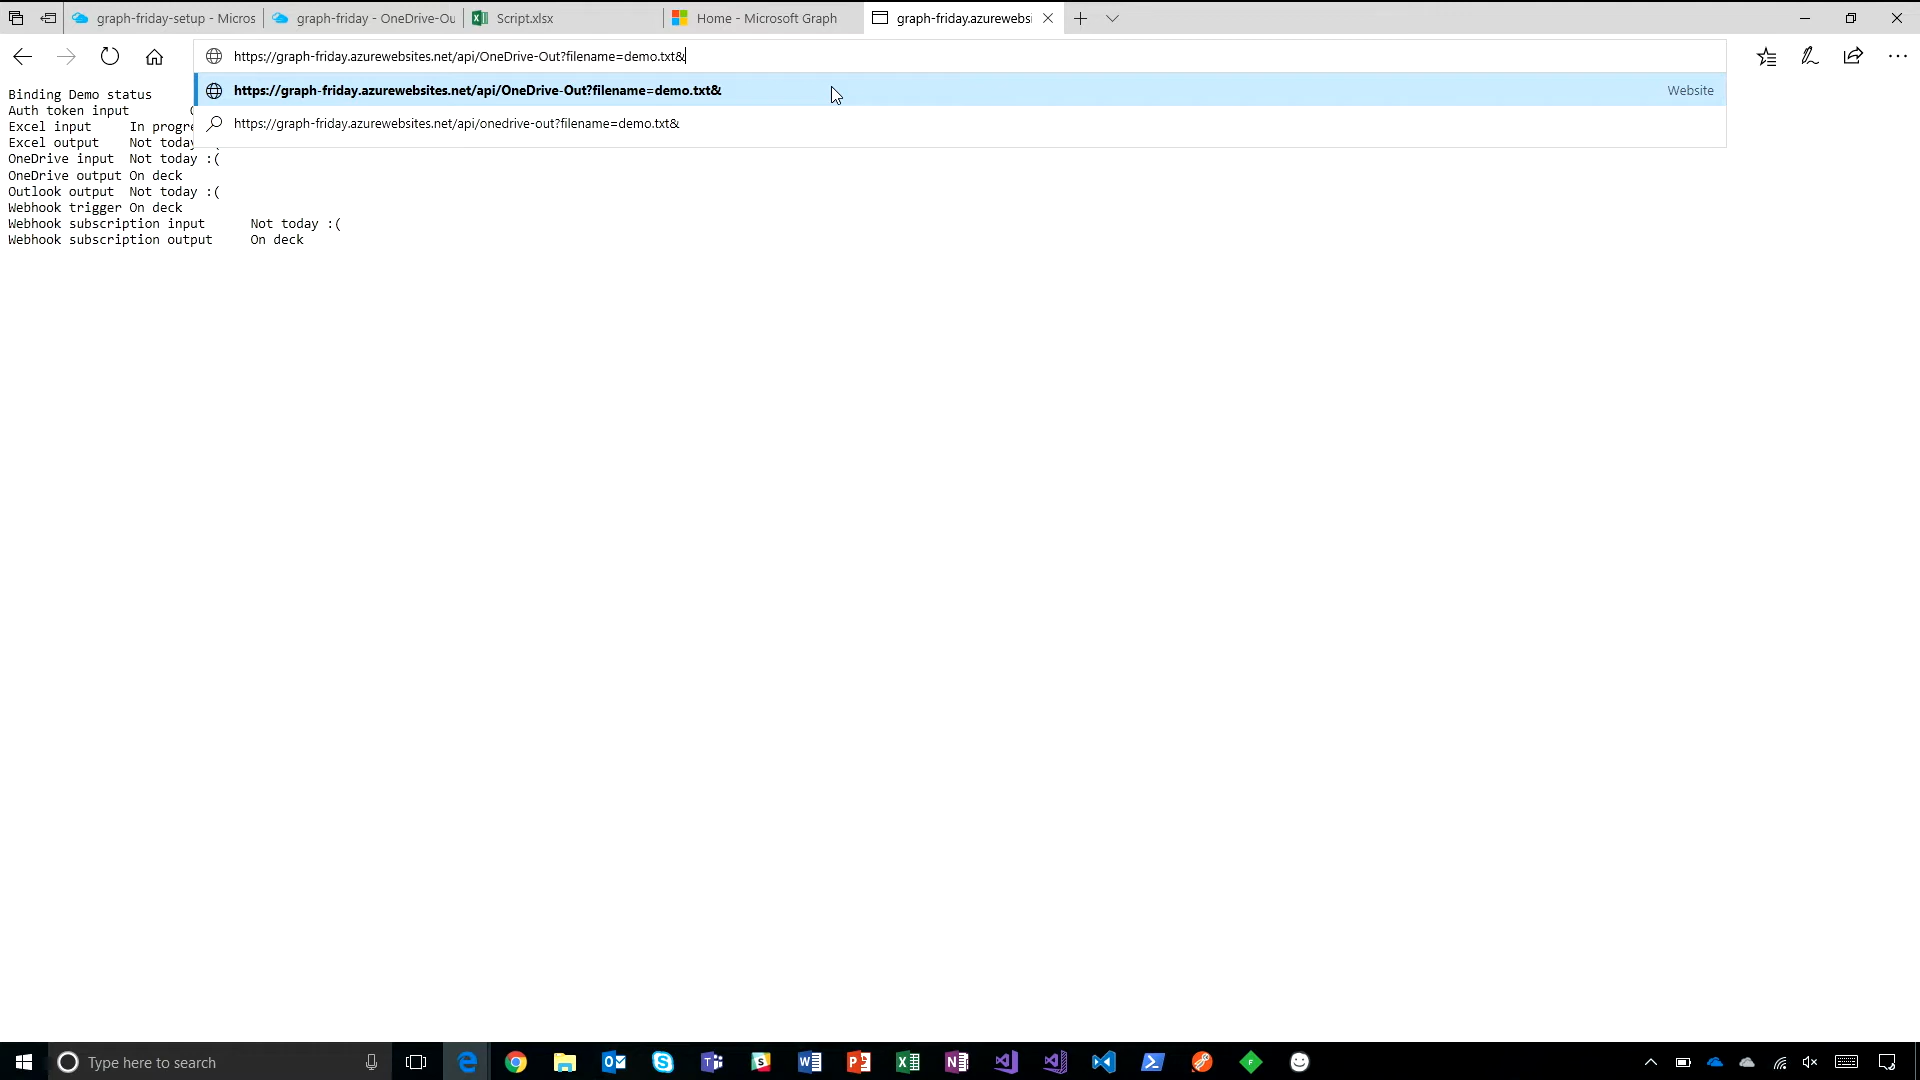 graph-friday-setup - Micros
graph-friday - OneDrive-Ou
Script.xlsx
Home - Microsoft Graph
graph-friday.azurewebsi
https://graph-friday.azurewebsites.net/api/OneDrive-Out?filename=demo.txt&
https://graph-friday.azurewebsites.net/api/OneDrive-Out?filename=demo.txt& Website
https://graph-friday.azurewebsites.net/api/onedrive-out?filename=demo.txt&
Binding Demo status
Auth token input
Excel input In progre
Excel output Not today
OneDrive input Not today :(
OneDrive output On deck
Outlook output Not today :(
Webhook trigger On deck
Webhook subscription input Not today :(
Webhook subscription output On deck
Type here to search